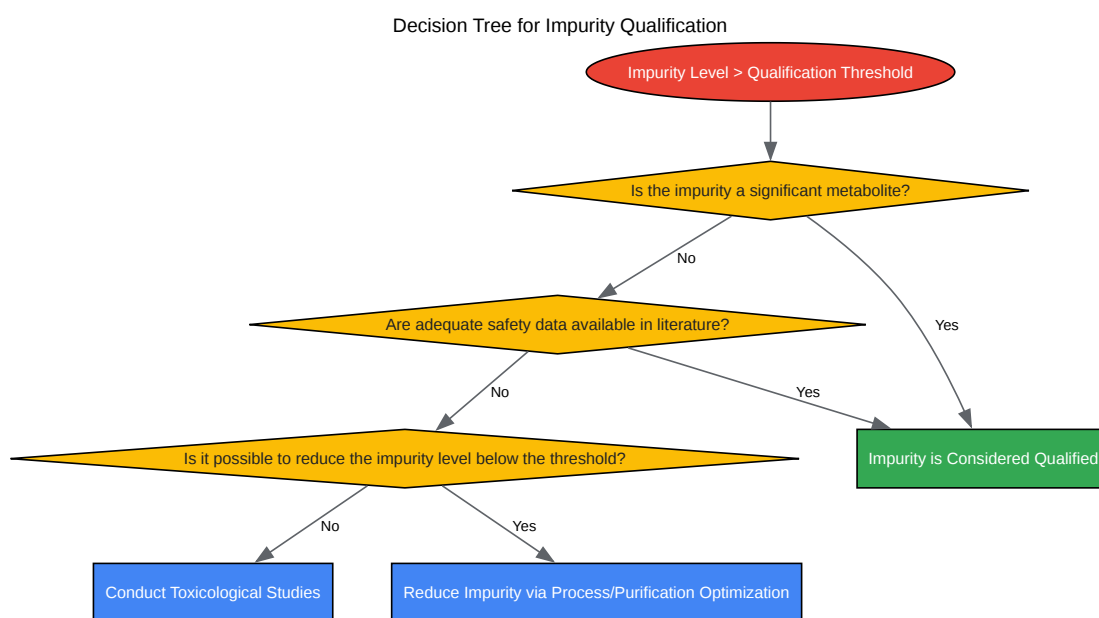 Decision Tree for Impurity Qualification
Impurity Level > Qualification Threshold
Is the impurity a significant metabolite?
No
Yes
Are adequate safety data available in literature?
No
Yes
Is it possible to reduce the impurity level below the threshold?
Impurity is Considered Qualified
No
Yes
Conduct Toxicological Studies
Reduce Impurity via Process/Purification Optimization